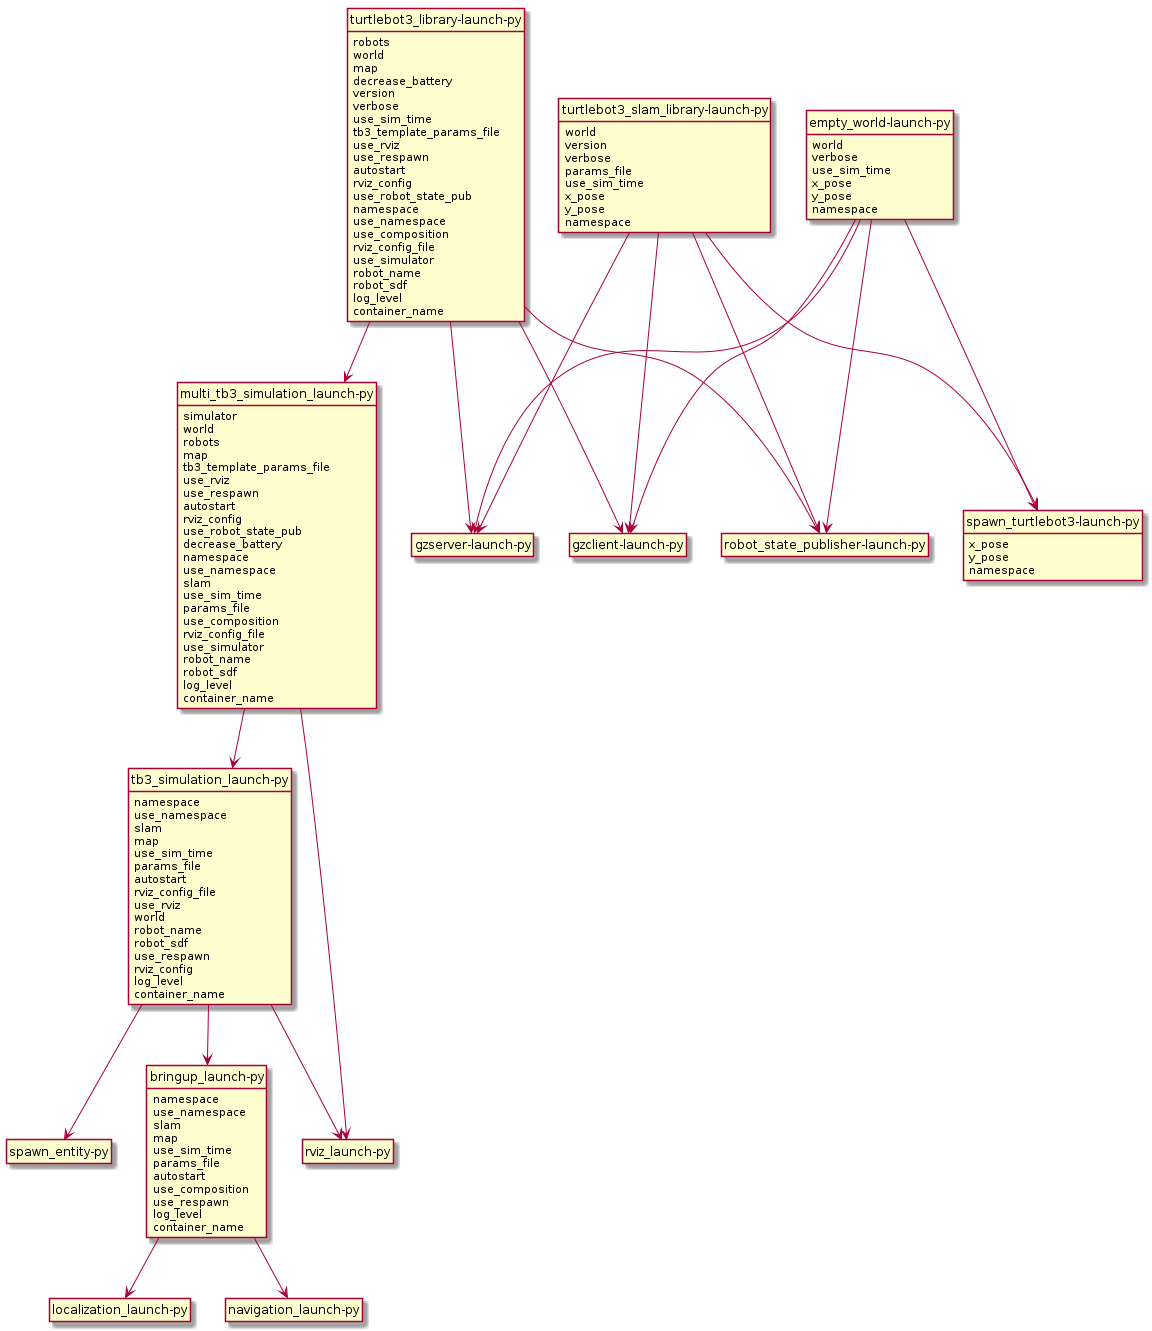 turtlebot3_library-launch-py
robots
world
map
decrease_battery
version
verbose
use_sim_time
tb3_template_params_file
use_rviz
use_respawn
autostart
rviz_config
use_robot_state_pub
namespace
use_namespace
use_composition
rviz_config_file
use_simulator
robot_name
robot_sdf
log_level
container_name
turtlebot3_slam_library-launch-py
world
version
verbose
params_file
use_sim_time
x_pose
y_pose
namespace
empty_world-launch-py
world
verbose
use_sim_time
x_pose
y_pose
namespace
multi_tb3_simulation_launch-py
simulator
world
robots
map
tb3_template_params_file
use_rviz
use_respawn
autostart
rviz_config
use_robot_state_pub
decrease_battery
namespace
use_namespace
slam
use_sim_time
params_file
use_composition
rviz_config_file
use_simulator
robot_name
robot_sdf
log_level
container_name
gzserver-launch-py
gzclient-launch-py
robot_state_publisher-launch-py
spawn_turtlebot3-launch-py
x_pose
y_pose
namespace
tb3_simulation_launch-py
namespace
use_namespace
slam
map
use_sim_time
params_file
autostart
rviz_config_file
use_rviz
world
robot_name
robot_sdf
use_respawn
rviz_config
log_level
container_name
spawn_entity-py
bringup_launch-py
namespace
use_namespace
slam
map
use_sim_time
params_file
autostart
use_composition
use_respawn
log_level
container_name
rviz_launch-py
localization_launch-py
navigation_launch-py